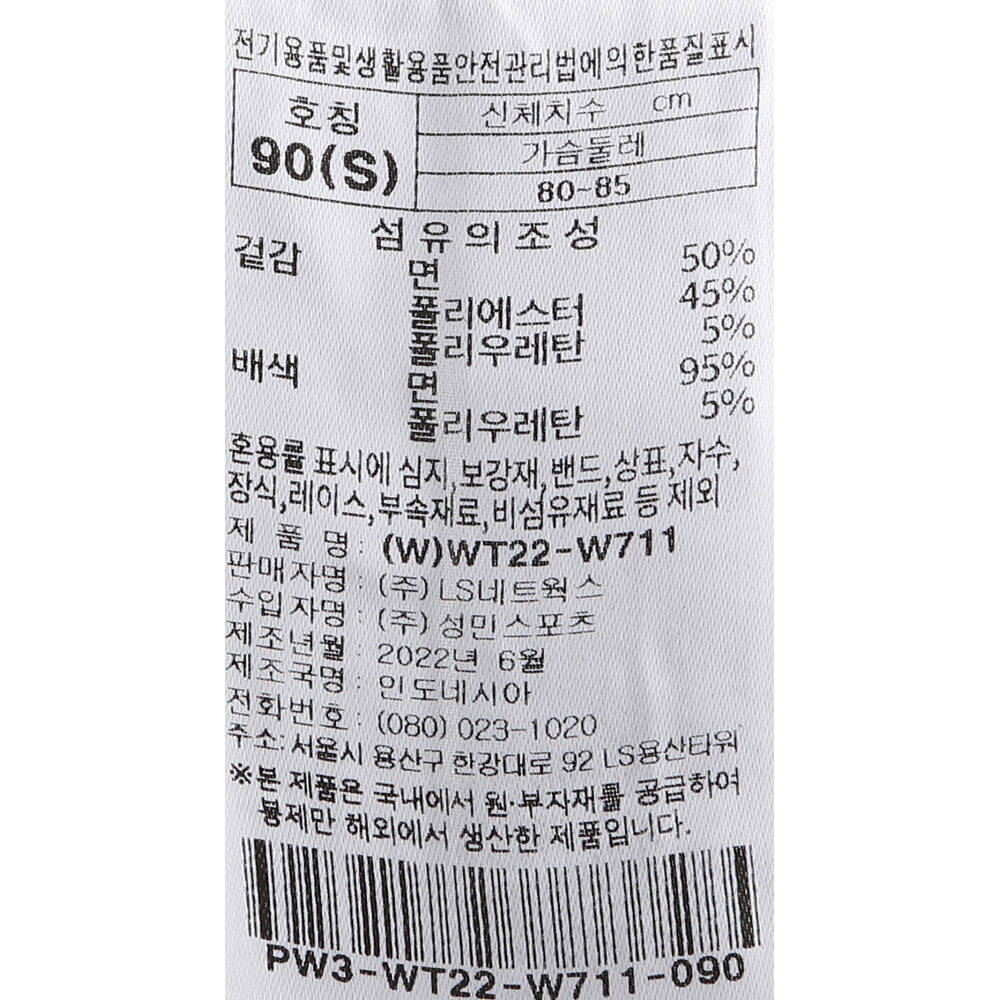 전기용품및생활용품안전관리법에의한품질표시
호칭 신체치수 cm
90(S) 가슴둘레
80-85
섬유의조성
겉감 면 50%
폴리에스터 45%
폴리우레탄 5%
배색 면 95%
폴리우레탄 5%
혼용률 표시에 심지,보강재,밴드,상표,자수,
장식,레이스,부속재료,비섬유재료 등 제외
제 품 명 : (W)WT22-W711
판매자명 : (주) LS네트웍스
수입자명 : (주) 성민스포츠
제조년월 : 2022년 6월
제조국명 : 인도네시아
전화번호 : (080) 023-1020
주소: 서울시 용산구 한강대로 92 LS용산타워
※본 제품은 국내에서 원·부자재를 공급하여
봉제만 해외에서 생산한 제품입니다.
PW3-WT22-W711-090